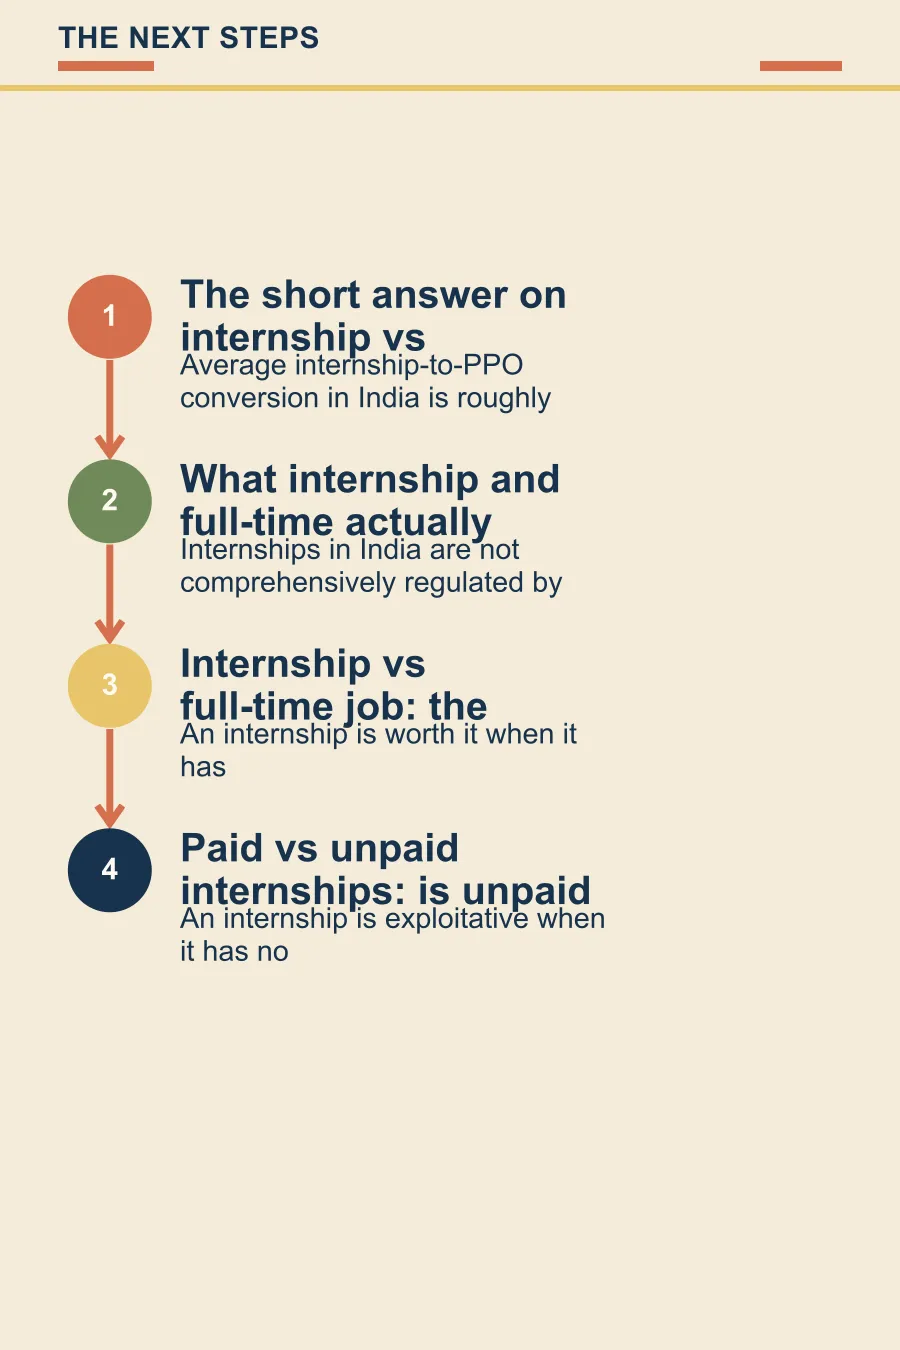 THE NEXT STEPS
1
The short answer on
internship vs
Average internship-to-PPO
conversion in India is roughly
2
What internship and
full-time actually
Internships in India are not
comprehensively regulated by
3
Internship vs
full-time job: the
An internship is worth it when it
has
4
Paid vs unpaid
internships: is unpaid
An internship is exploitative when
it has no